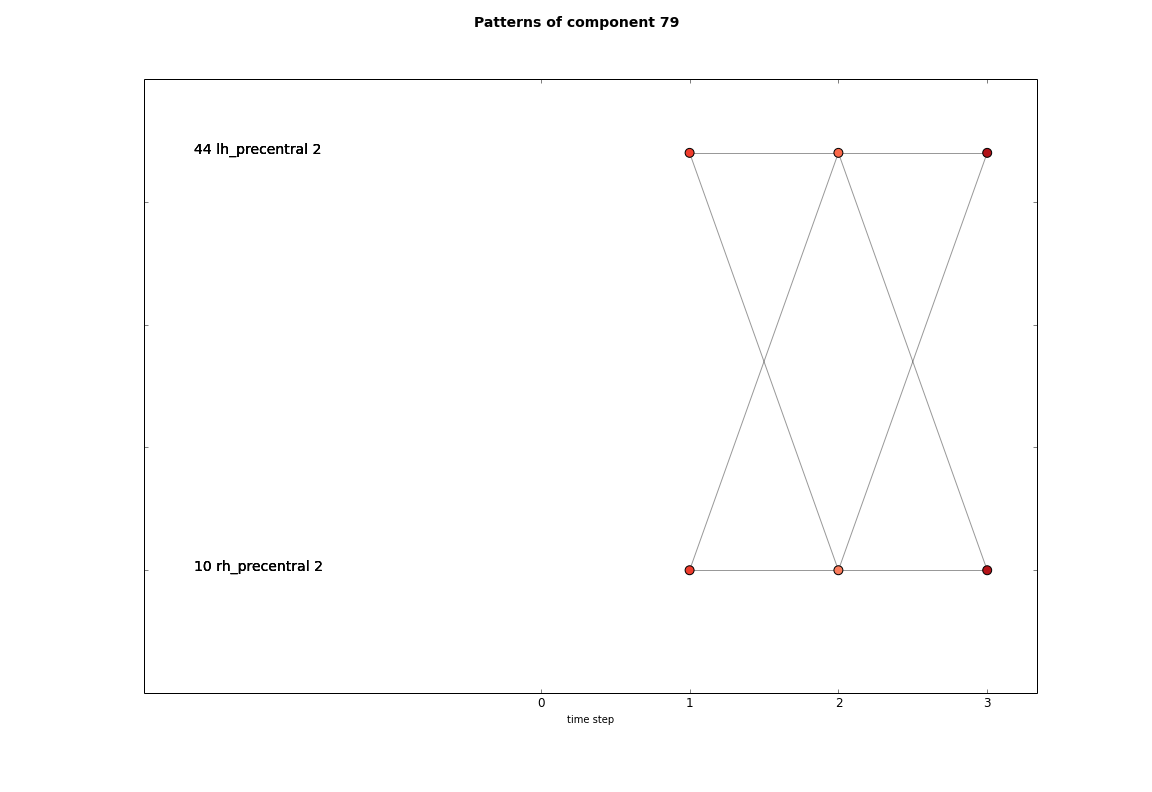 Patterns of component 79
44 lh_precentral 2
10 rh_precentral 2
0 1 2 3
time step